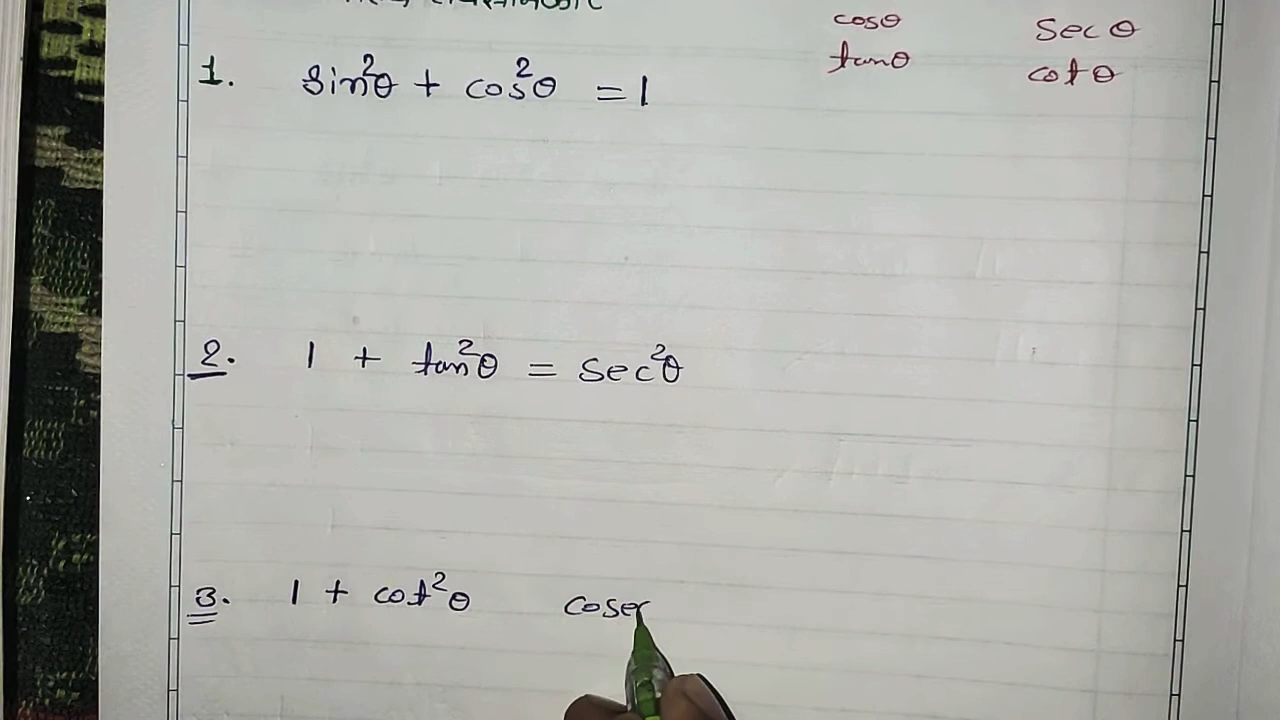 cosθ secθ
tanθ cotθ
1. sin²θ + cos²θ = 1
2. 1 + tan²θ = sec²θ
3. 1 + cot²θ cosec